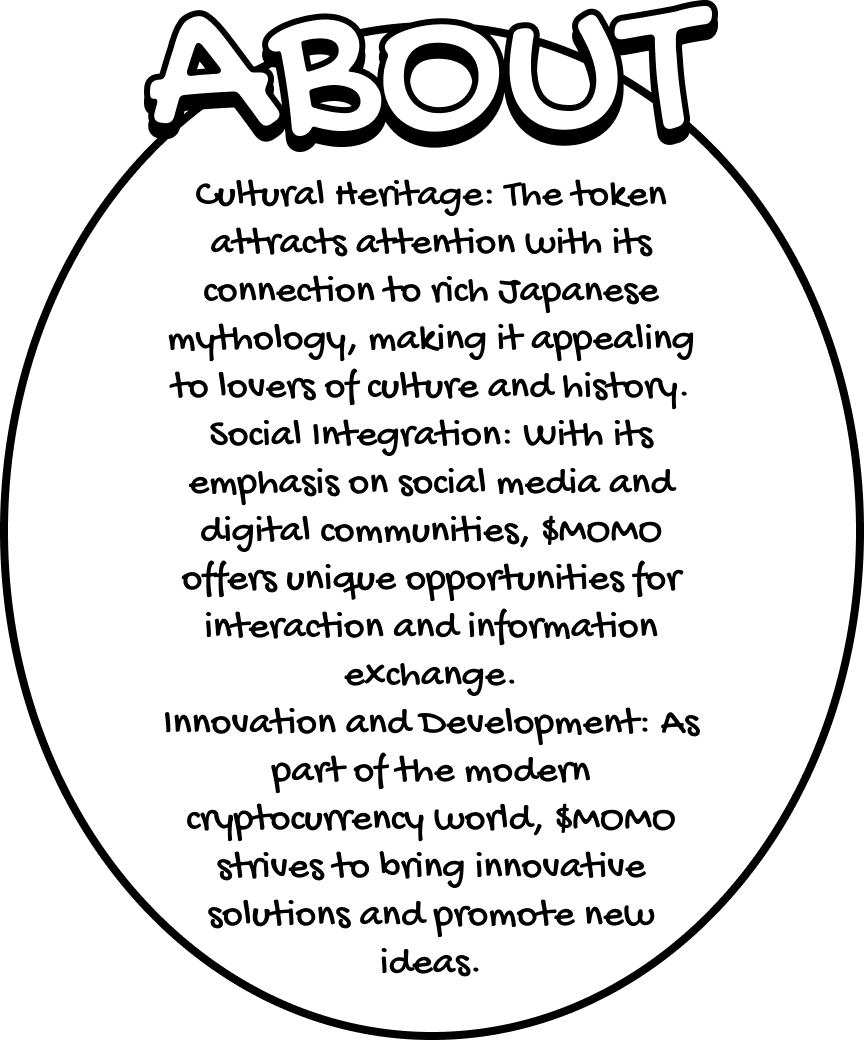 ABOUT
Cultural Heritage: The token
attracts attention with its
connection to rich Japanese
mythology, making it appealing
to lovers of culture and history.
Social Integration: With its
emphasis on social media and
digital communities, $MOMO
offers unique opportunities for
interaction and information
exchange.
Innovation and Development: As
part of the modern
cryptocurrency world, $MOMO
strives to bring innovative
solutions and promote new
ideas.